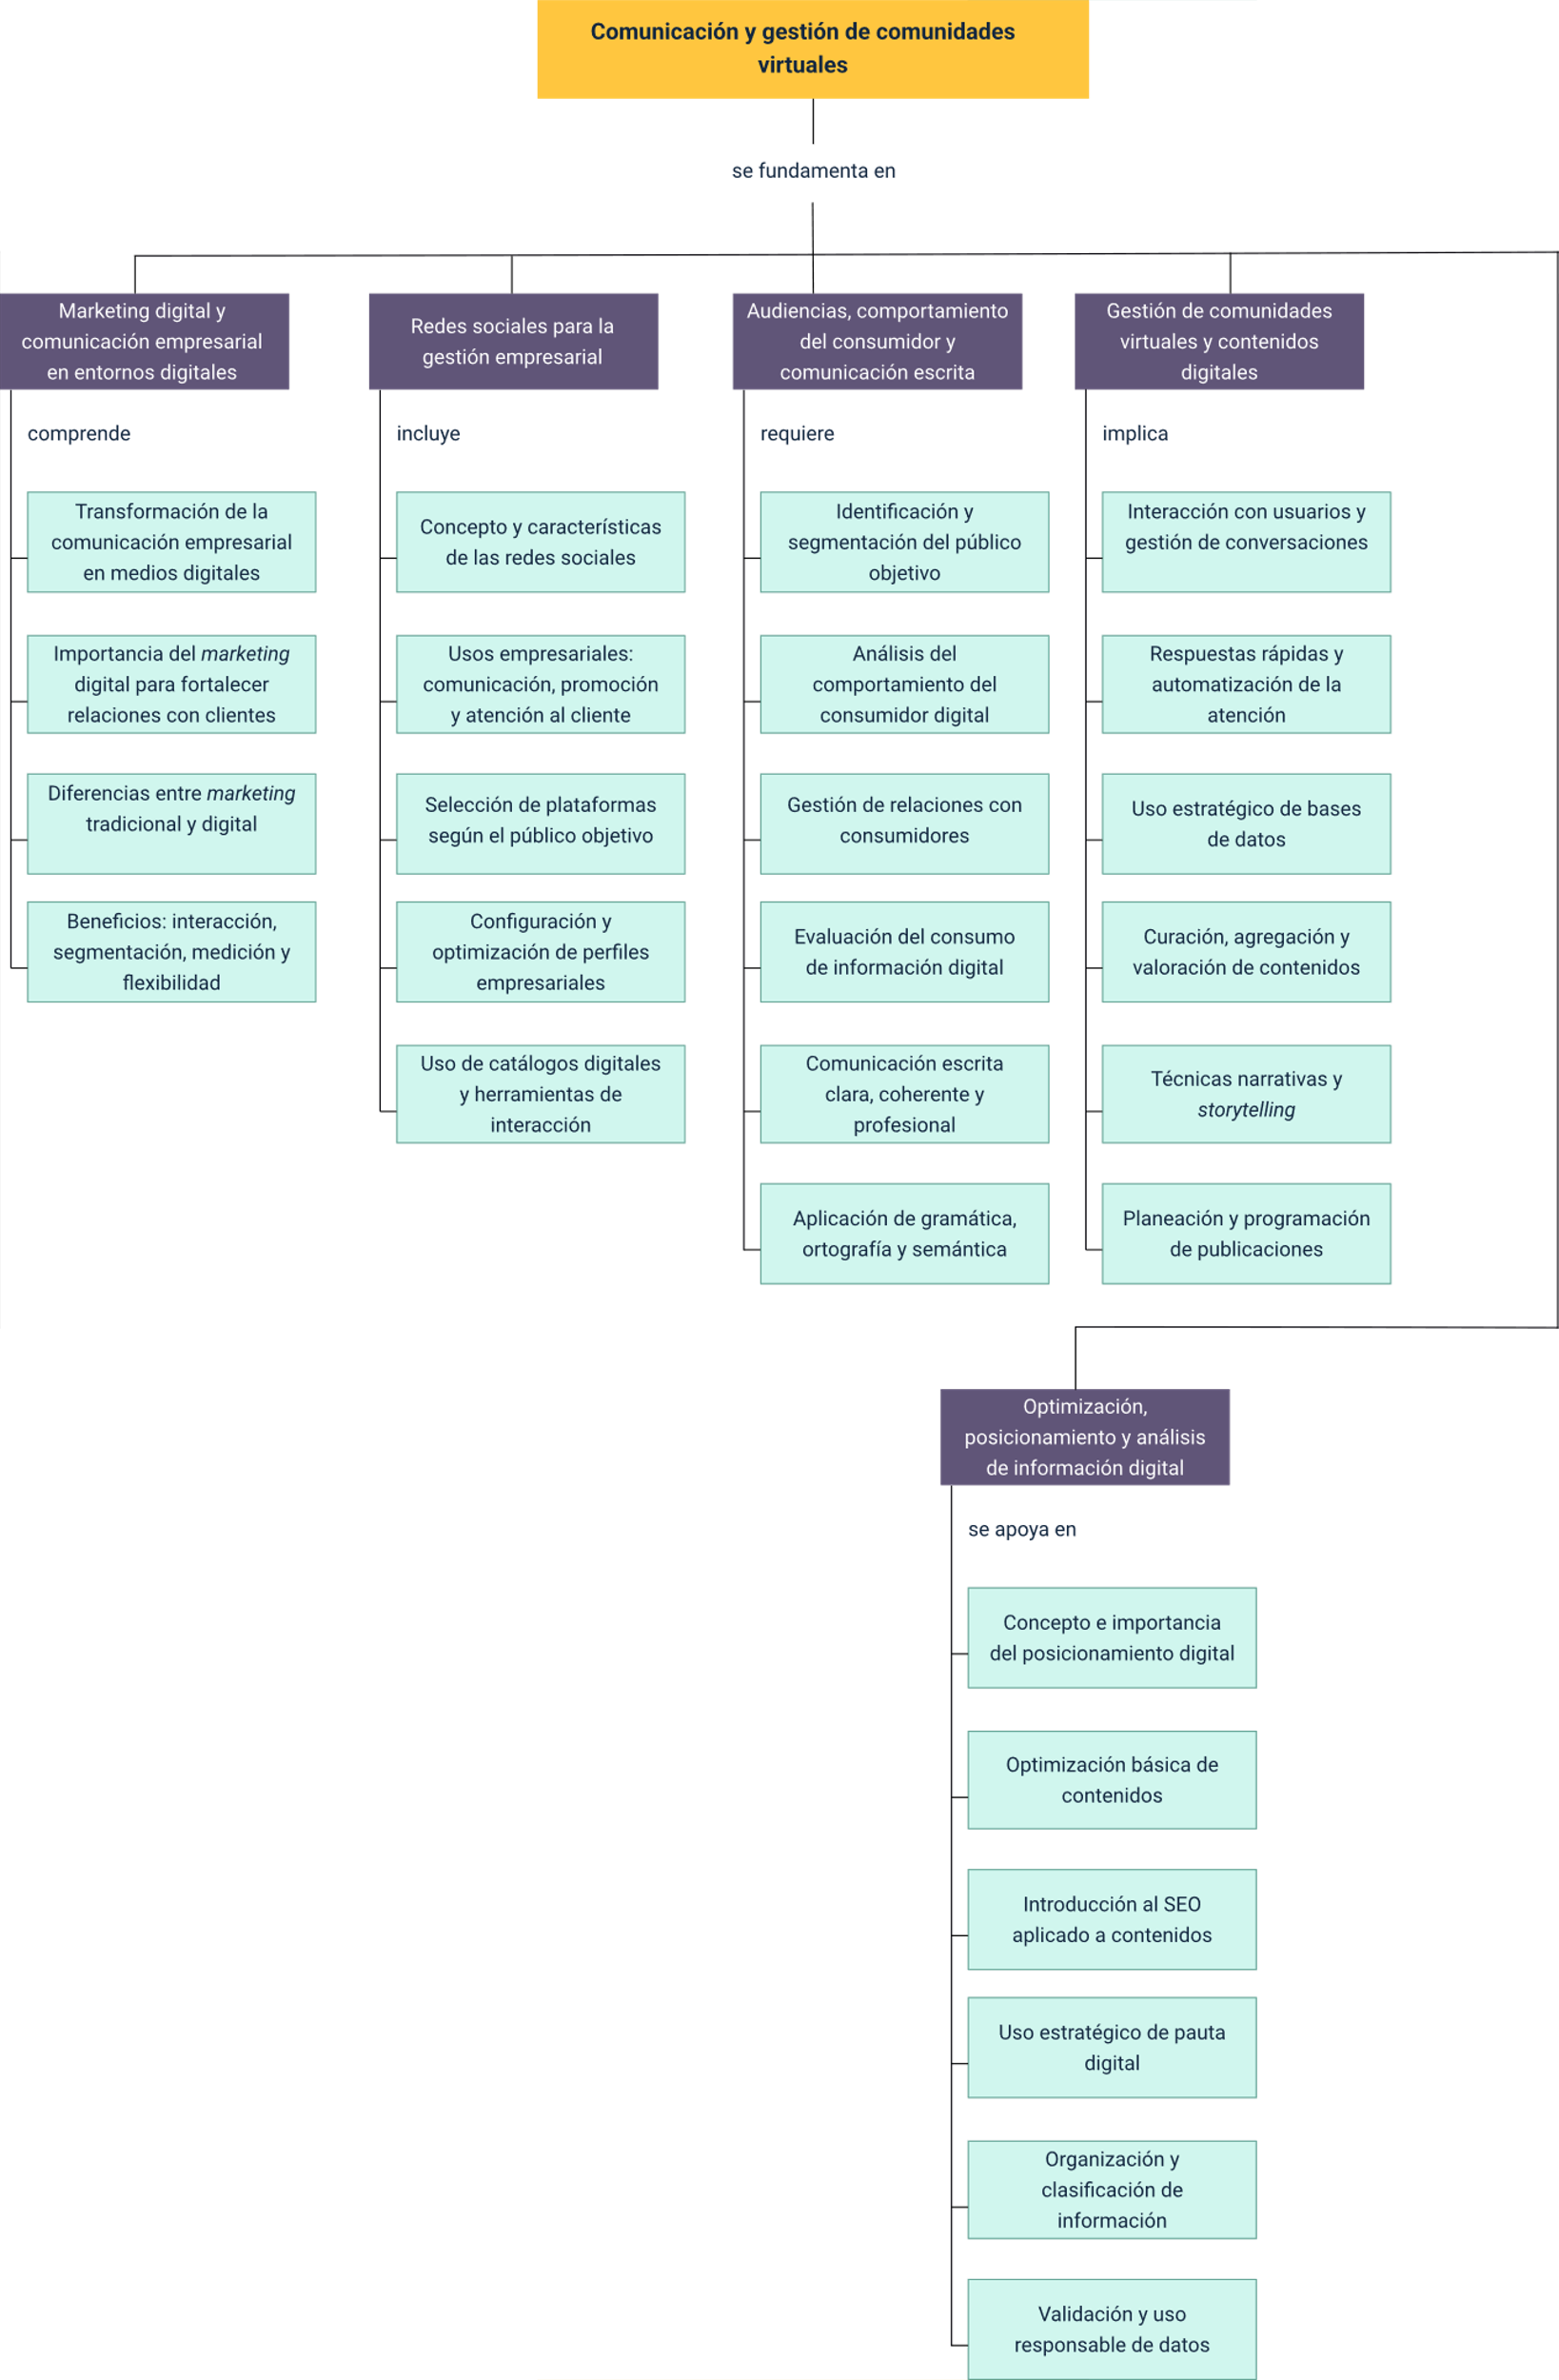 Comunicación y gestión de comunidades
virtuales
se fundamenta en
Marketing digital y
comunicación empresarial
en entornos digitales
comprende
Transformación de la
comunicación empresarial
en medios digitales
Importancia del marketing
digital para fortalecer
relaciones con clientes
Diferencias entre marketing
tradicional y digital
Beneficios: interacción,
segmentación, medición y
flexibilidad
Redes sociales para la
gestión empresarial
incluye
Concepto y características
de las redes sociales
Usos empresariales:
comunicación, promoción
y atención al cliente
Selección de plataformas
según el público objetivo
Configuración y
optimización de perfiles
empresariales
Uso de catálogos digitales
y herramientas de
interacción
Audiencias, comportamiento
del consumidor y
comunicación escrita
requiere
Identificación y
segmentación del público
objetivo
Análisis del
comportamiento del
consumidor digital
Gestión de relaciones con
consumidores
Evaluación del consumo
de información digital
Comunicación escrita
clara, coherente y
profesional
Aplicación de gramática,
ortografía y semántica
Gestión de comunidades
virtuales y contenidos
digitales
implica
Interacción con usuarios y
gestión de conversaciones
Respuestas rápidas y
automatización de la
atención
Uso estratégico de bases
de datos
Curación, agregación y
valoración de contenidos
Técnicas narrativas y
storytelling
Planeación y programación
de publicaciones
Optimización,
posicionamiento y análisis
de información digital
se apoya en
Concepto e importancia
del posicionamiento digital
Optimización básica de
contenidos
Introducción al SEO
aplicado a contenidos
Uso estratégico de pauta
digital
Organización y
clasificación de
información
Validación y uso
responsable de datos